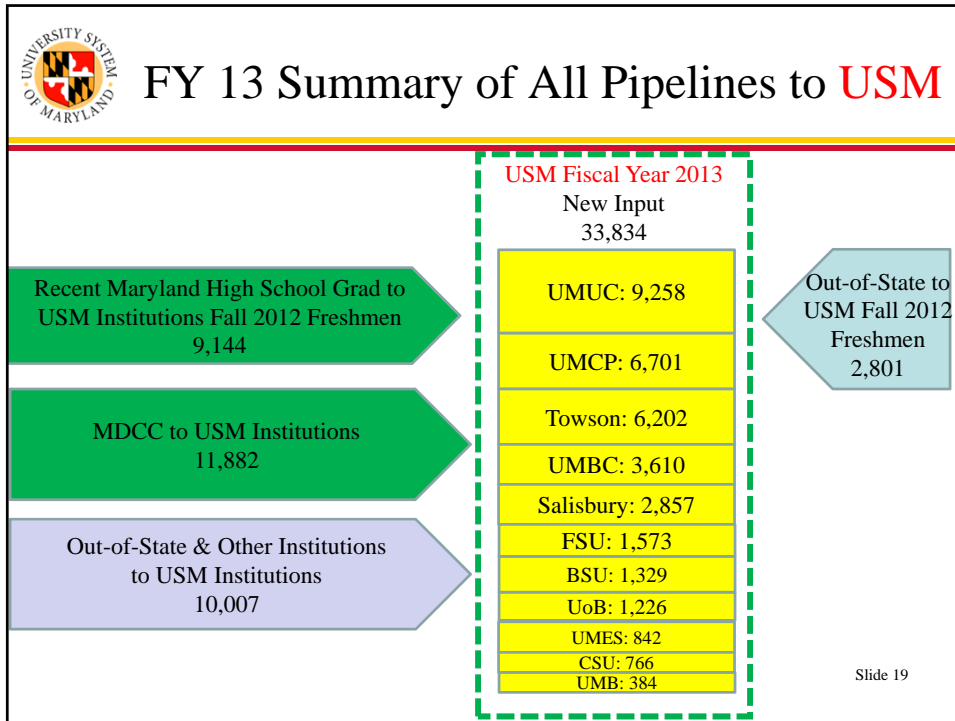 UNIVERSITY SYSTEM
OF MARYLAND
FY 13 Summary of All Pipelines to USM
USM Fiscal Year 2013
New Input
33,834
Recent Maryland High School Grad to
USM Institutions Fall 2012 Freshmen
9,144
MDCC to USM Institutions
11,882
Out-of-State & Other Institutions
to USM Institutions
10,007
UMUC: 9,258
UMCP: 6,701
Towson: 6,202
UMBC: 3,610
Salisbury: 2,857
FSU: 1,573
BSU: 1,329
UoB: 1,226
UMES: 842
CSU: 766
UMB: 384
Out-of-State to
USM Fall 2012
Freshmen
2,801
Slide 19